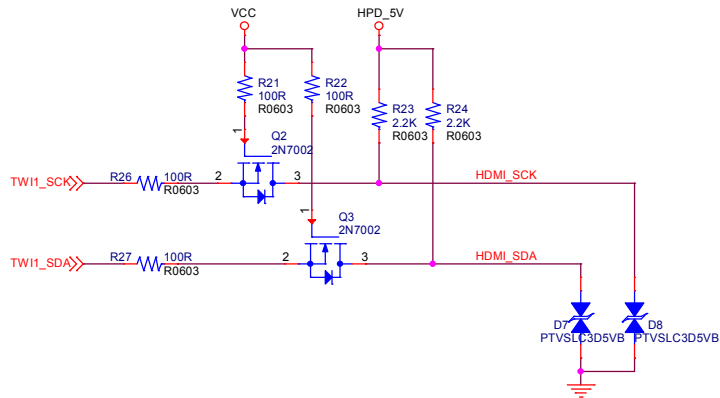 VCC
HPD_5V
R21
100R
R0603
R22
100R
R0603
R23
2.2K
R0603
R24
2.2K
R0603
1
Q2
2N7002
TWI1_SCK
R26
100R
R0603
2
3
HDMI_SCK
1
Q3
2N7002
TWI1_SDA
R27
100R
R0603
2
3
HDMI_SDA
D7
PTVSLC3D5VB
D8
PTVSLC3D5VB